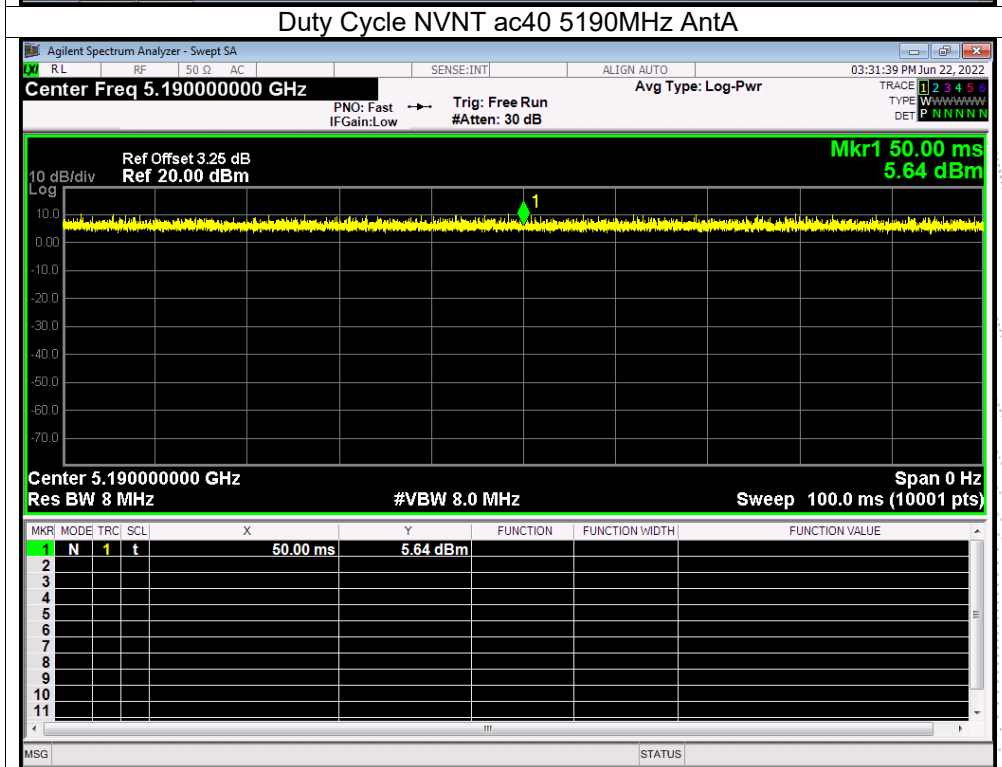 Duty Cycle NVNT ac40 5190MHz AntA
Agilent Spectrum Analyzer - Swept SA
LXI RL RF 50 Ω AC SENSE:INT ALIGN AUTO 03:31:39 PM Jun 22, 2022
Center Freq 5.190000000 GHz Avg Type: Log-Pwr TRACE 1 2 3 4 5 6
PNO: Fast Trig: Free Run TYPE WWWWWW
IFGain:Low #Atten: 30 dB DET P N N N N N
Mkr1 50.00 ms
Ref Offset 3.25 dB
10 dB/div Ref 20.00 dBm 5.64 dBm
Log
1
10.0
0.00
-10.0
-20.0
-30.0
-40.0
-50.0
-60.0
-70.0
Center 5.190000000 GHz Span 0 Hz
Res BW 8 MHz #VBW 8.0 MHz Sweep 100.0 ms (10001 pts)
MKR MODE TRC SCL X Y FUNCTION FUNCTION WIDTH FUNCTION VALUE
1 N 1 t 50.00 ms 5.64 dBm
2
3
4
5
6
7
8
9
10
11
MSG STATUS